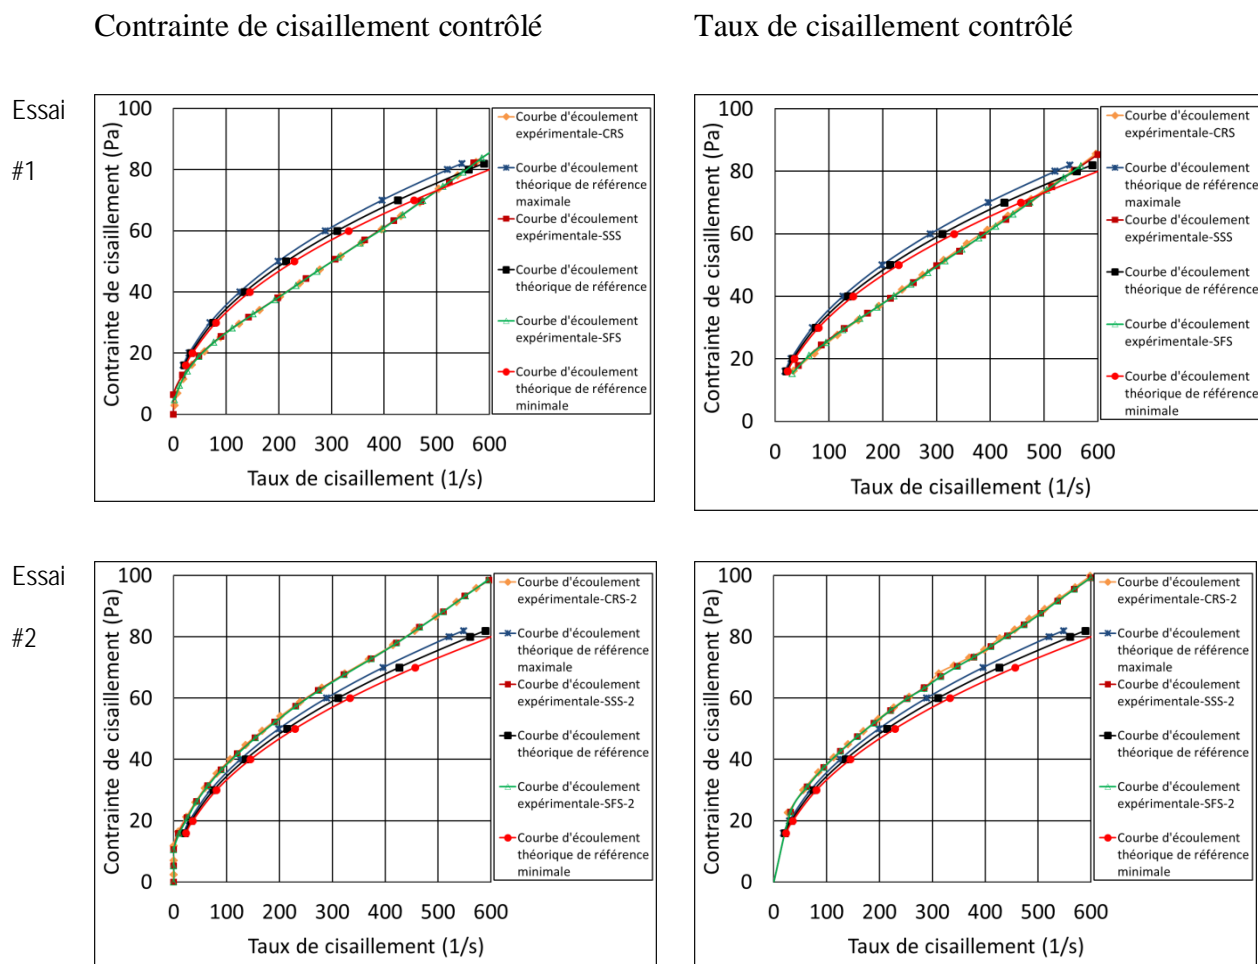 Contrainte de cisaillement contrôlé
Taux de cisaillement contrôlé
Essai
#1
Contrainte de cisaillement (Pa)
100
80
60
40
20
0
0 100 200 300 400 500 600
Taux de cisaillement (1/s)
Courbe d'écoulement
expérimentale-CRS
Courbe d'écoulement
théorique de référence
maximale
Courbe d'écoulement
expérimentale-SSS
Courbe d'écoulement
théorique de référence
Courbe d'écoulement
expérimentale-SFS
Courbe d'écoulement
théorique de référence
minimale
Contrainte de cisaillement (Pa)
100
80
60
40
20
0
0 100 200 300 400 500 600
Taux de cisaillement (1/s)
Courbe d'écoulement
expérimentale-CRS
Courbe d'écoulement
théorique de référence
maximale
Courbe d'écoulement
expérimentale-SSS
Courbe d'écoulement
théorique de référence
Courbe d'écoulement
expérimentale-SFS
Courbe d'écoulement
théorique de référence
minimale
Essai
#2
Contrainte de cisaillement (Pa)
100
80
60
40
20
0
0 100 200 300 400 500 600
Taux de cisaillement (1/s)
Courbe d'écoulement
expérimentale-CRS-2
Courbe d'écoulement
théorique de référence
maximale
Courbe d'écoulement
expérimentale-SSS-2
Courbe d'écoulement
théorique de référence
Courbe d'écoulement
expérimentale-SFS-2
Courbe d'écoulement
théorique de référence
minimale
Contrainte de cisaillement (Pa)
100
80
60
40
20
0
0 100 200 300 400 500 600
Taux de cisaillement (1/s)
Courbe d'écoulement
expérimentale-CRS-2
Courbe d'écoulement
théorique de référence
maximale
Courbe d'écoulement
expérimentale-SSS-2
Courbe d'écoulement
théorique de référence
Courbe d'écoulement
expérimentale-SFS-2
Courbe d'écoulement
théorique de référence
minimale